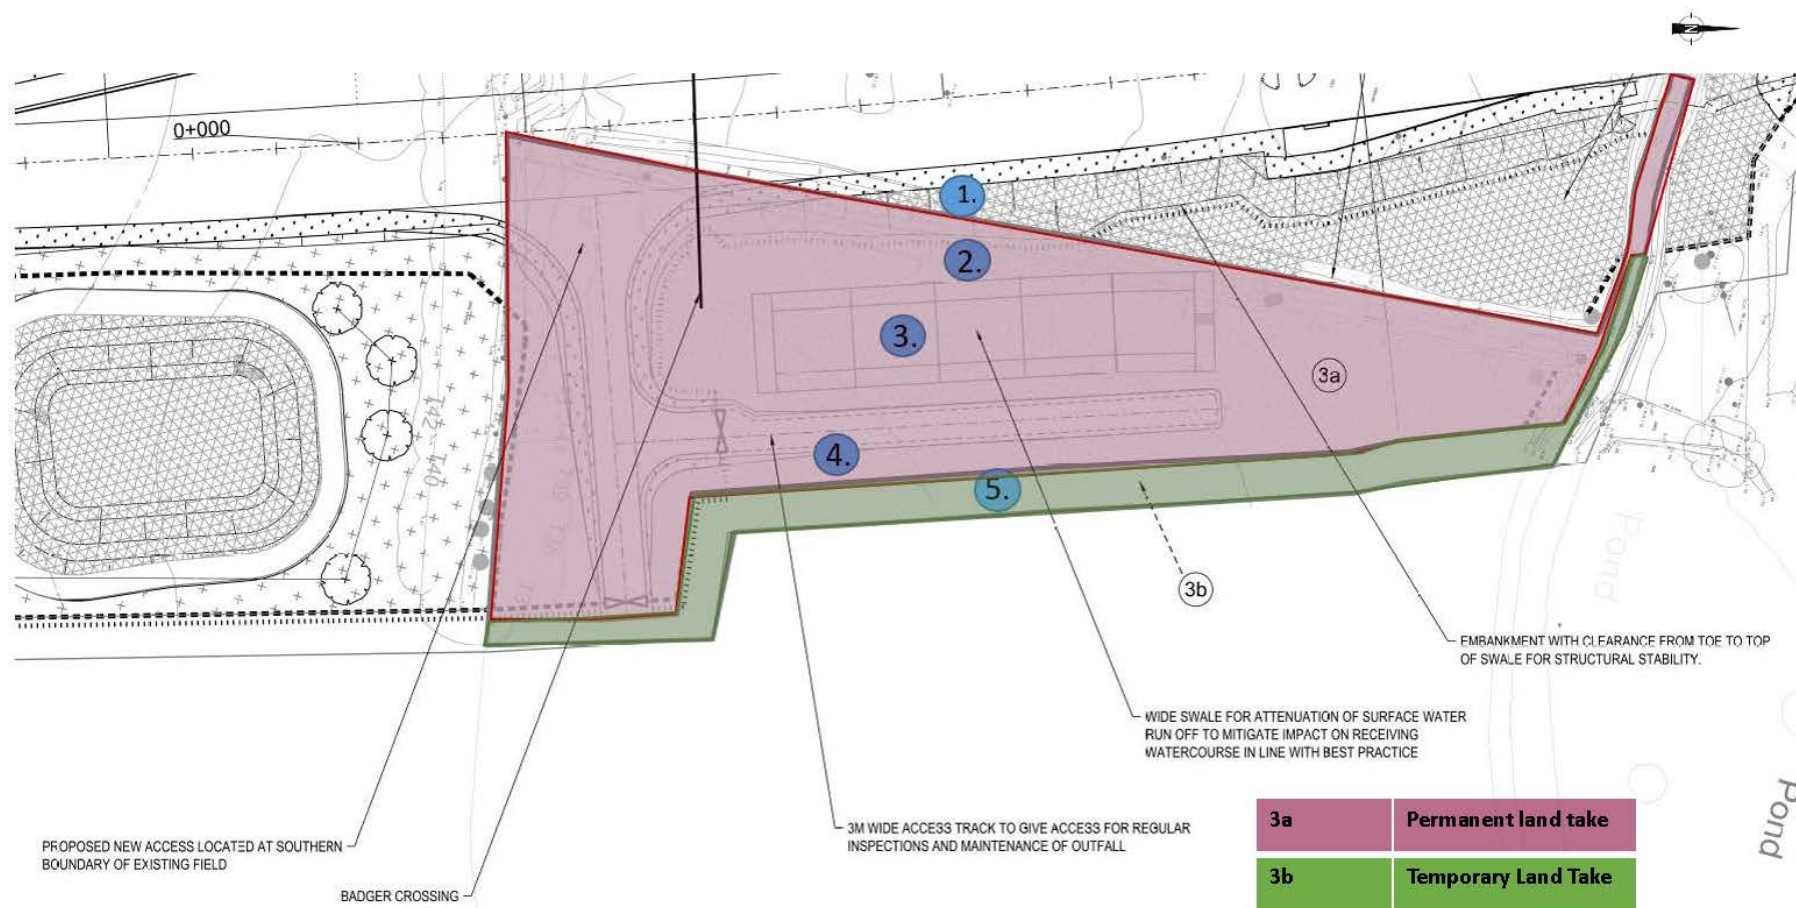 N
0+000
1.
2.
3.
3a
4.
5.
T42
T40
3b
Pond
EMBANKMENT WITH CLEARANCE FROM TOE TO TOP
OF SWALE FOR STRUCTURAL STABILITY.
WIDE SWALE FOR ATTENUATION OF SURFACE WATER
RUN OFF TO MITIGATE IMPACT ON RECEIVING
WATERCOURSE IN LINE WITH BEST PRACTICE
Pond
3M WIDE ACCESS TRACK TO GIVE ACCESS FOR REGULAR
INSPECTIONS AND MAINTENANCE OF OUTFALL
PROPOSED NEW ACCESS LOCATED AT SOUTHERN
BOUNDARY OF EXISTING FIELD
BADGER CROSSING
3a Permanent land take
3b Temporary Land Take